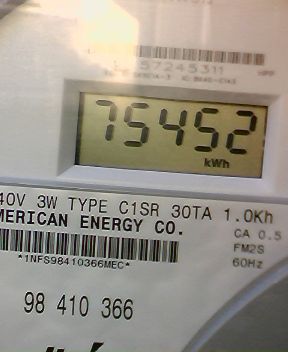 57245311
75452
kWh
40V 3W TYPE C1SR 30TA 1.0Kh
MERICAN ENERGY CO.
CA 0.5
FM2S
60Hz
*1NFS98410366MEC*
98 410 366